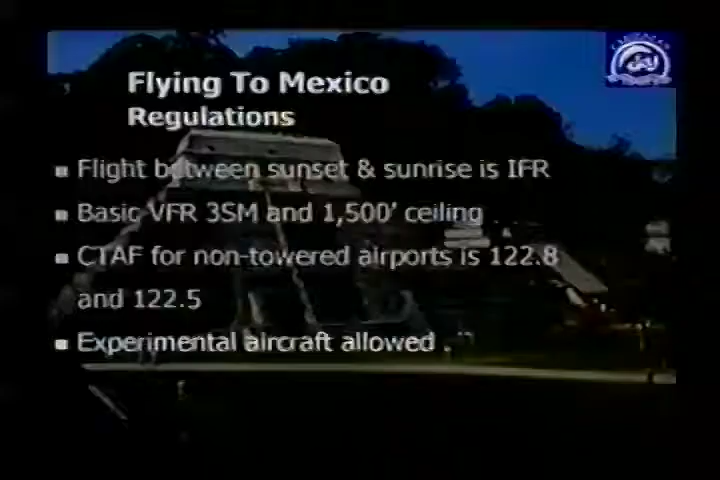 Flying To Mexico
Regulations
Flight between sunset & sunrise is IFR
Basic VFR 3SM and 1,500' ceiling
CTAF for non-towered airports is 122.8
and 122.5
Experimental aircraft allowed